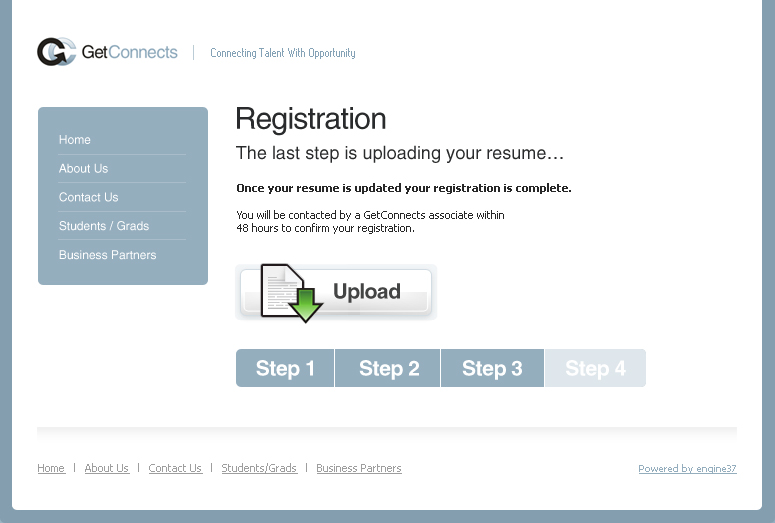 GetConnects
Connecting Talent With Opportunity
Home
About Us
Contact Us
Students / Grads
Business Partners
Registration
The last step is uploading your resume...
Once your resume is updated your registration is complete.
You will be contacted by a GetConnects associate within
48 hours to confirm your registration.
Upload
Step 1 Step 2 Step 3 Step 4
Home | About Us | Contact Us | Students/Grads | Business Partners
Powered by engine37